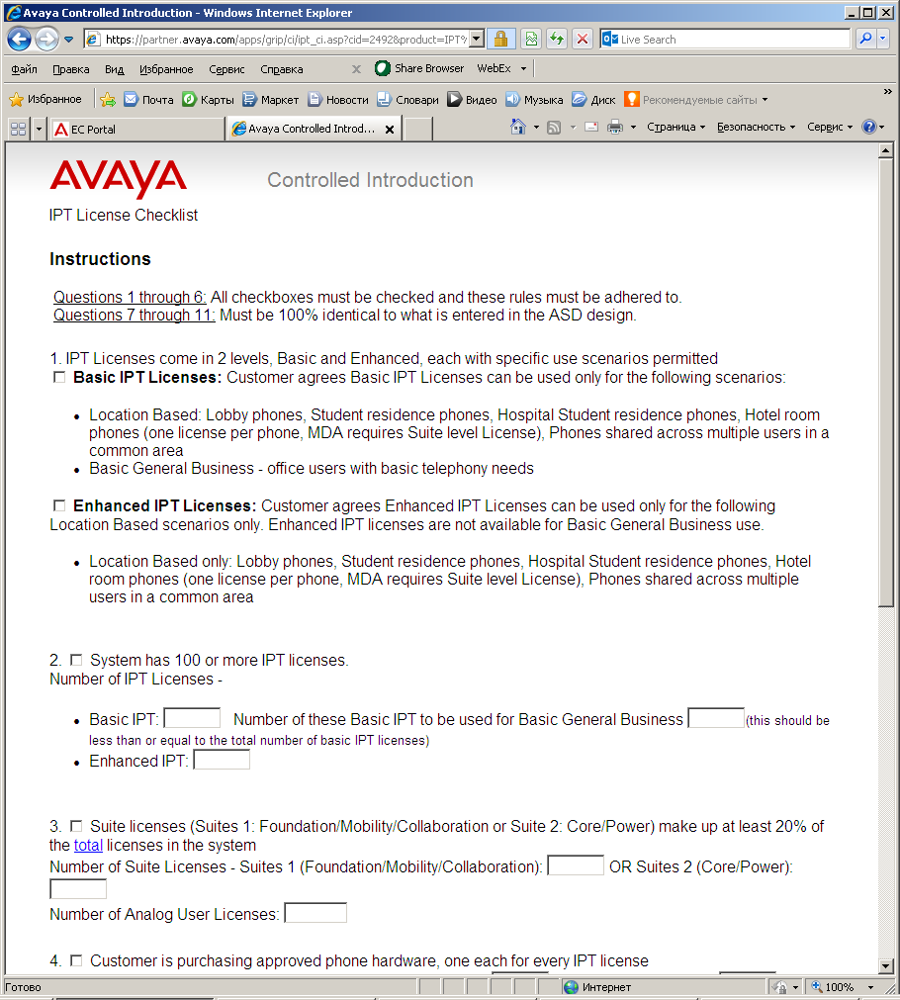 Avaya Controlled Introduction - Windows Internet Explorer
https://partner.avaya.com/apps/grip/ci/ipt_ci.asp?cid=2492&product=IPT%
Live Search
Файл Правка Вид Избранное Сервис Справка x Share Browser WebEx
Избранное Почта Карты Маркет Новости Словари Видео Музыка Диск Рекомендуемые сайты »
EC Portal Avaya Controlled Introd... x Страница Безопасность Сервис
AVAYA Controlled Introduction
IPT License Checklist
Instructions
Questions 1 through 6: All checkboxes must be checked and these rules must be adhered to.
Questions 7 through 11: Must be 100% identical to what is entered in the ASD design.
1. IPT Licenses come in 2 levels, Basic and Enhanced, each with specific use scenarios permitted
Basic IPT Licenses: Customer agrees Basic IPT Licenses can be used only for the following scenarios:
• Location Based: Lobby phones, Student residence phones, Hospital Student residence phones, Hotel room
phones (one license per phone, MDA requires Suite level License), Phones shared across multiple users in a
common area
• Basic General Business - office users with basic telephony needs
Enhanced IPT Licenses: Customer agrees Enhanced IPT Licenses can be used only for the following
Location Based scenarios only. Enhanced IPT licenses are not available for Basic General Business use.
• Location Based only: Lobby phones, Student residence phones, Hospital Student residence phones, Hotel
room phones (one license per phone, MDA requires Suite level License), Phones shared across multiple
users in a common area
2. System has 100 or more IPT licenses.
Number of IPT Licenses -
• Basic IPT: Number of these Basic IPT to be used for Basic General Business (this should be
less than or equal to the total number of basic IPT licenses)
• Enhanced IPT:
3. Suite licenses (Suites 1: Foundation/Mobility/Collaboration or Suite 2: Core/Power) make up at least 20% of
the total licenses in the system
Number of Suite Licenses - Suites 1 (Foundation/Mobility/Collaboration): OR Suites 2 (Core/Power):
Number of Analog User Licenses:
4. Customer is purchasing approved phone hardware, one each for every IPT license
Готово Интернет 100%